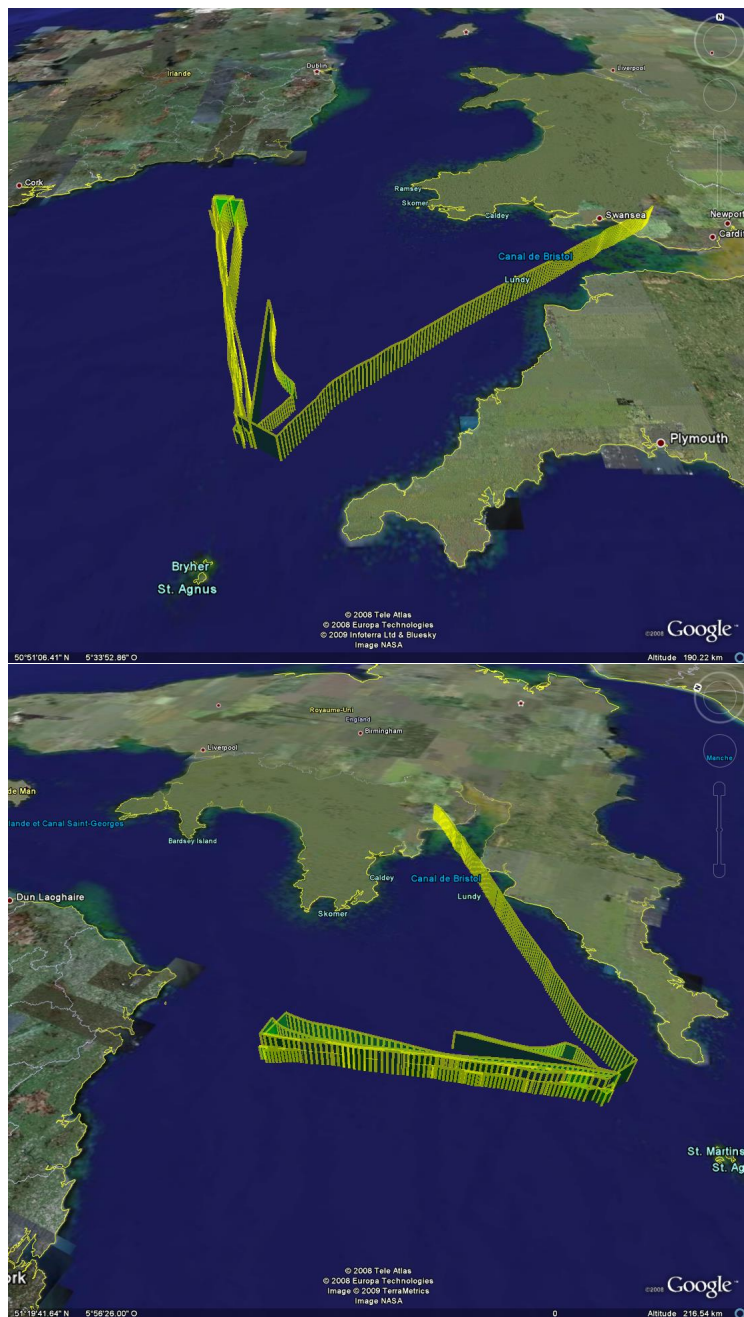 N
Dublin
Irlande
Liverpool
Cork
Ramsey
Skomer
Caldey
Swansea
Newport
Cardif
Canal de Bristol
Lundy
Plymouth
Bryher
St. Agnus
© 2008 Tele Atlas
© 2008 Europa Technologies
© 2009 Infoterra Ltd & Bluesky
Image NASA
©2008 Google™
50°51'06.41" N 5°33'52.86" O
Altitude 190.22 km
N
Royaume-Uni
England
Birmingham
Liverpool
Manche
de Man
lande et Canal Saint-Georges
Bardsey Island
Caldey
Canal de Bristol
Dun Laoghaire
Lundy
Skomer
St. Martins
St. Ag
ork
© 2008 Tele Atlas
© 2008 Europa Technologies
Image © 2009 TerraMetrics
Image NASA
©2008 Google™
51°19'41.64" N 5°56'26.00" O
0
Altitude 216.54 km